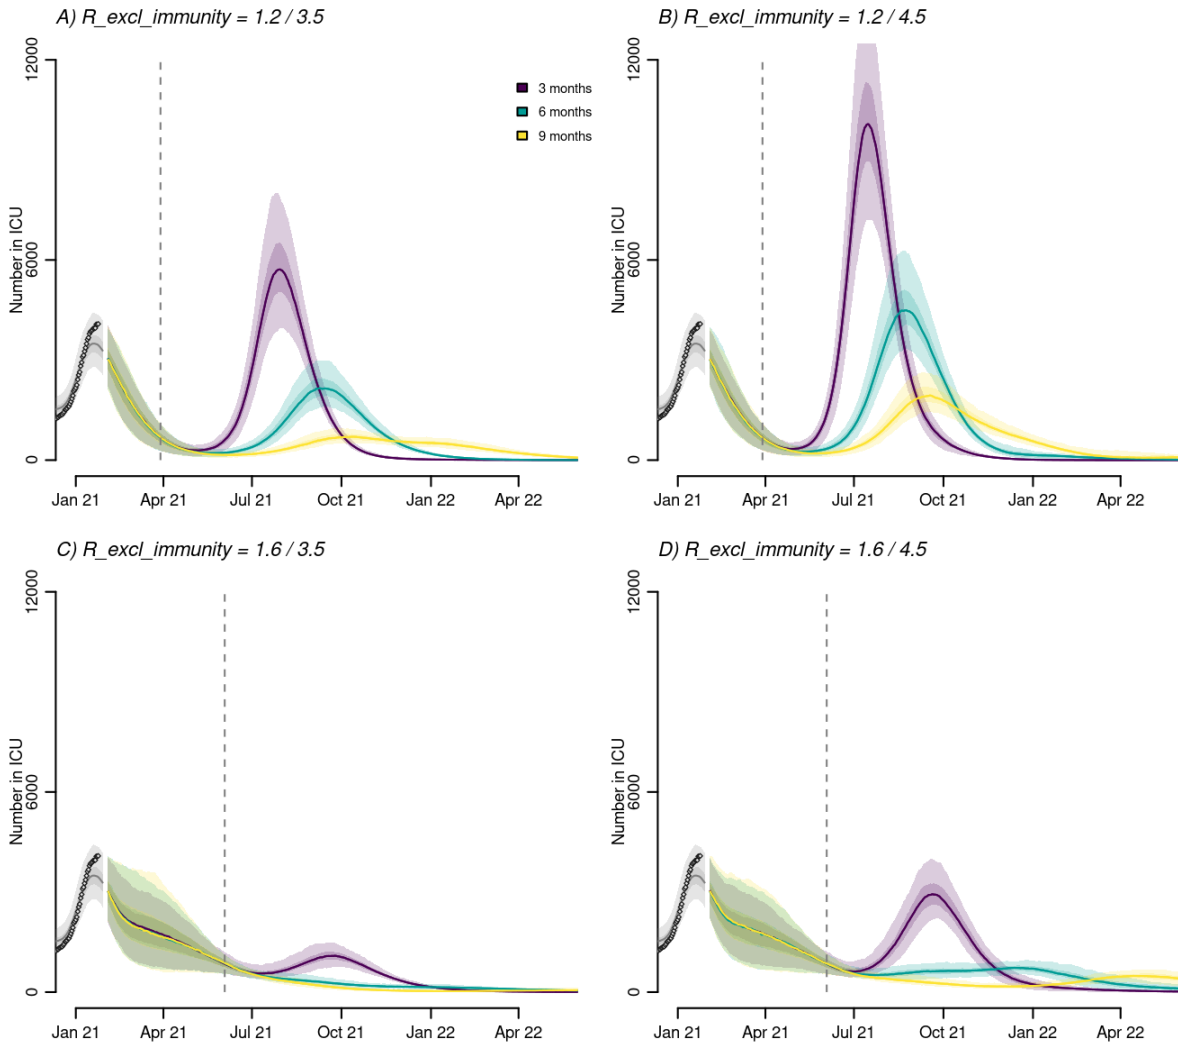 A) R_excl_immunity = 1.2 / 3.5
Number in ICU
12000
6000
0
3 months
6 months
9 months
Jan 21 Apr 21 Jul 21 Oct 21 Jan 22 Apr 22
B) R_excl_immunity = 1.2 / 4.5
Number in ICU
12000
6000
0
Jan 21 Apr 21 Jul 21 Oct 21 Jan 22 Apr 22
C) R_excl_immunity = 1.6 / 3.5
Number in ICU
12000
6000
0
Jan 21 Apr 21 Jul 21 Oct 21 Jan 22 Apr 22
D) R_excl_immunity = 1.6 / 4.5
Number in ICU
12000
6000
0
Jan 21 Apr 21 Jul 21 Oct 21 Jan 22 Apr 22